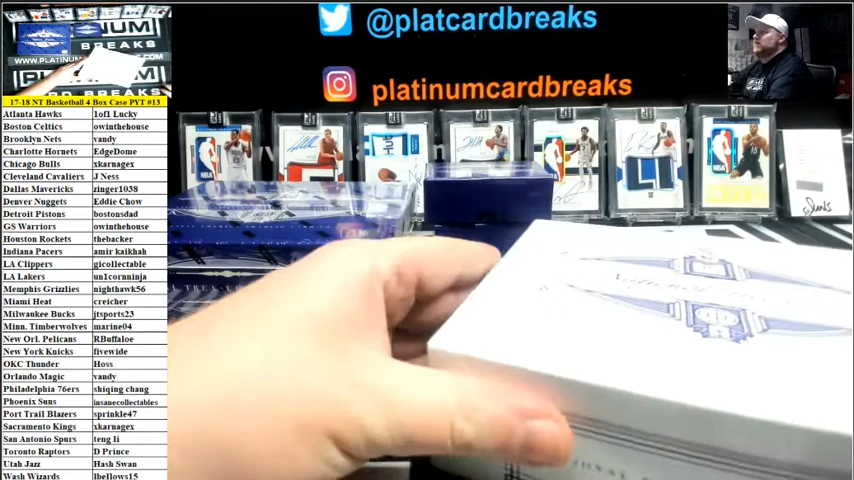 @platcardbreaks
platinumcardbreaks
BREAKS
17-18 NT Basketball 4 Box Case PYT #13
Atlanta Hawks 1of1 Lucky
Boston Celtics owinthehouse
Brooklyn Nets vandy
Charlotte Hornets EdgeDome
Chicago Bulls xkarnagex
Cleveland Cavaliers J Ness
Dallas Mavericks zinger1038
Denver Nuggets Eddie Chow
Detroit Pistons bostonsdad
GS Warriors owinthehouse
Houston Rockets thebacker
Indiana Pacers amir kaikhah
LA Clippers gicollectable
LA Lakers un1cornninja
Memphis Grizzlies nighthawk56
Miami Heat creicher
Milwaukee Bucks jtsports23
Minn. Timberwolves marine04
New Orl. Pelicans RBuffaloe
New York Knicks fivewide
OKC Thunder Hoss
Orlando Magic vandy
Philadelphia 76ers shiqing chang
Phoenix Suns insanecollectables
Port Trail Blazers sprinkle47
Sacramento Kings xkarnagex
San Antonio Spurs teng li
Toronto Raptors D Prince
Utah Jazz Hash Swan
Wash Wizards lbellows15